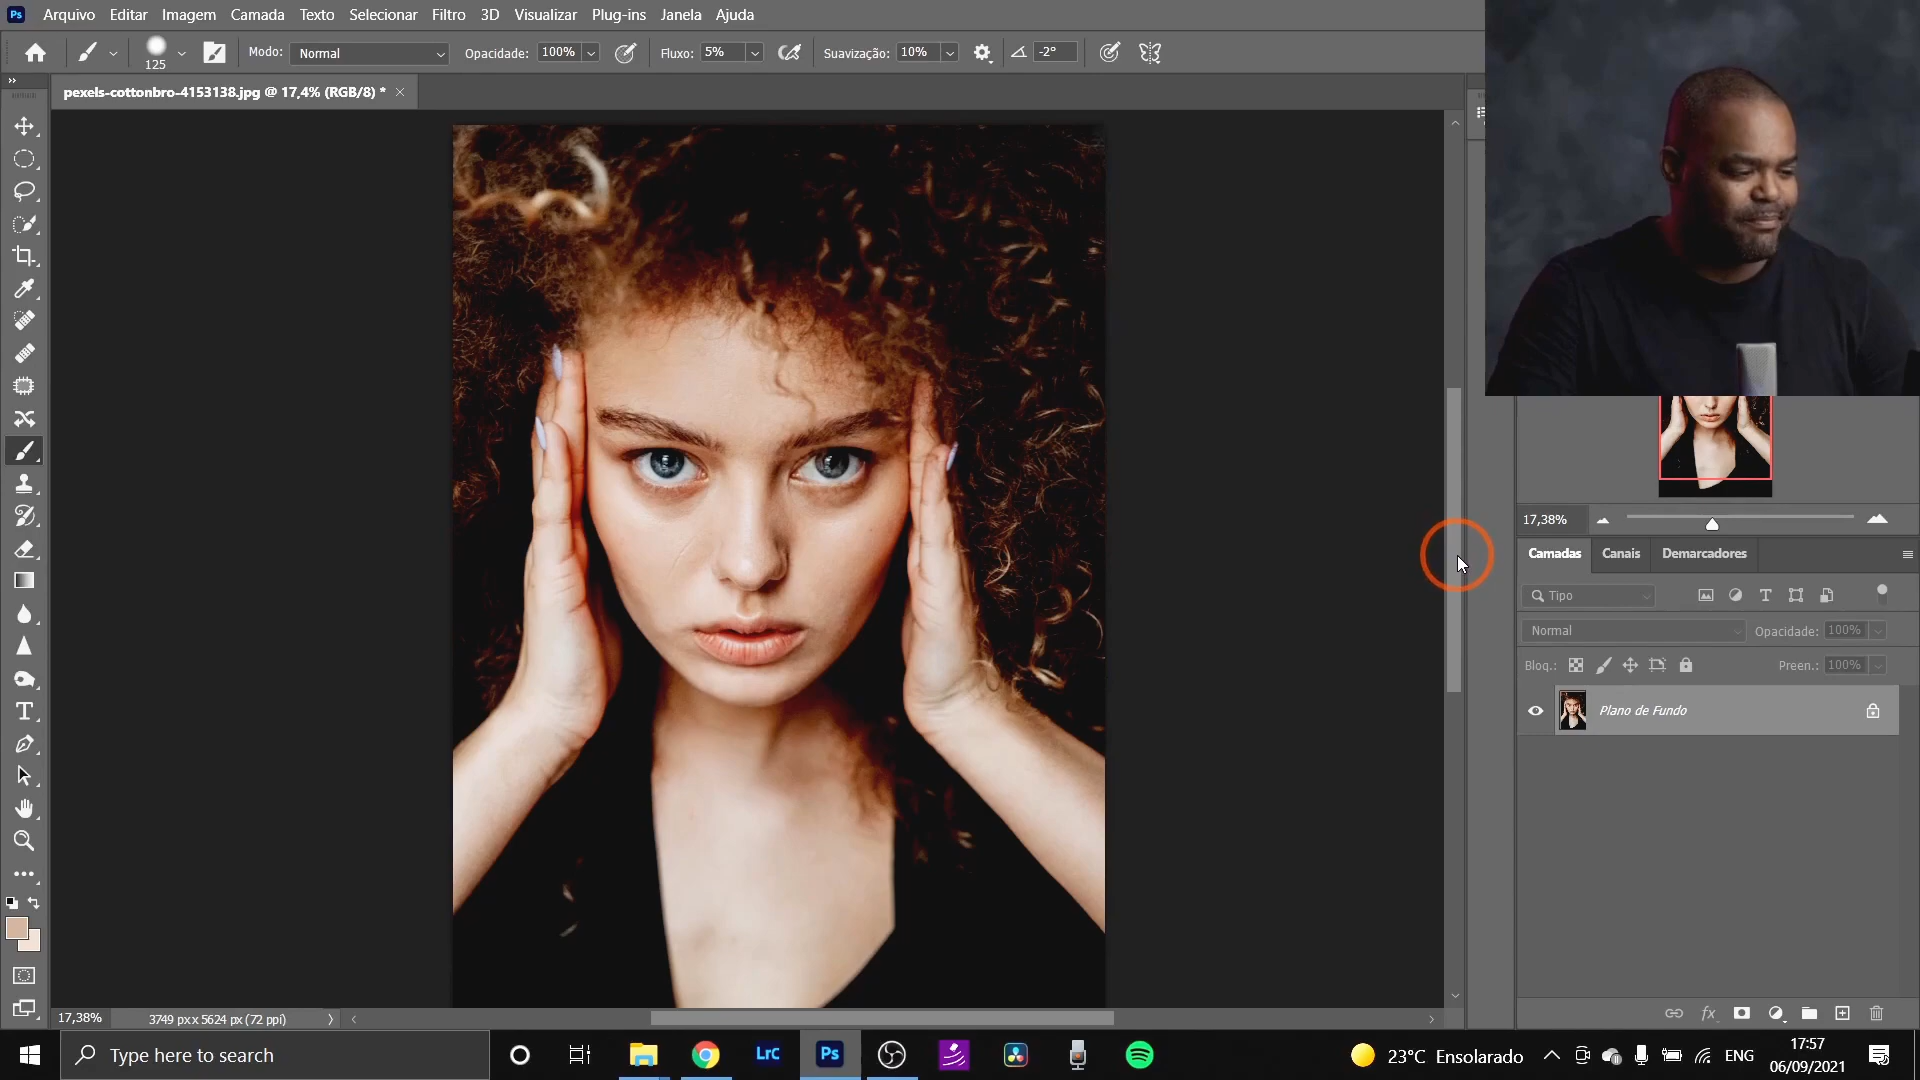 Ps Arquivo Editar Imagem Camada Texto Selecionar Filtro 3D Visualizar Plug-ins Janela Ajuda
125 Modo: Normal Opacidade: 100% Fluxo: 5% Suavização: 10% -2°
pexels-cottonbro-4153138.jpg @ 17,4% (RGB/8) *
17,38%
Camadas Canais Demarcadores
Tipo
Normal Opacidade: 100%
Bloq.: Preen.: 100%
Plano de Fundo
17,38% 3749 px x 5624 px (72 ppi)
Type here to search LrC Ps 23°C Ensolarado ENG 17:57
06/09/2021